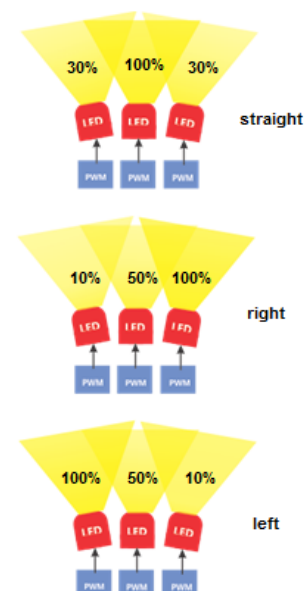 30% 100% 30%
LED LED LED
straight
PWM PWM PWM
10% 50% 100%
LED LED LED
right
PWM PWM PWM
100% 50% 10%
LED LED LED
left
PWM PWM PWM